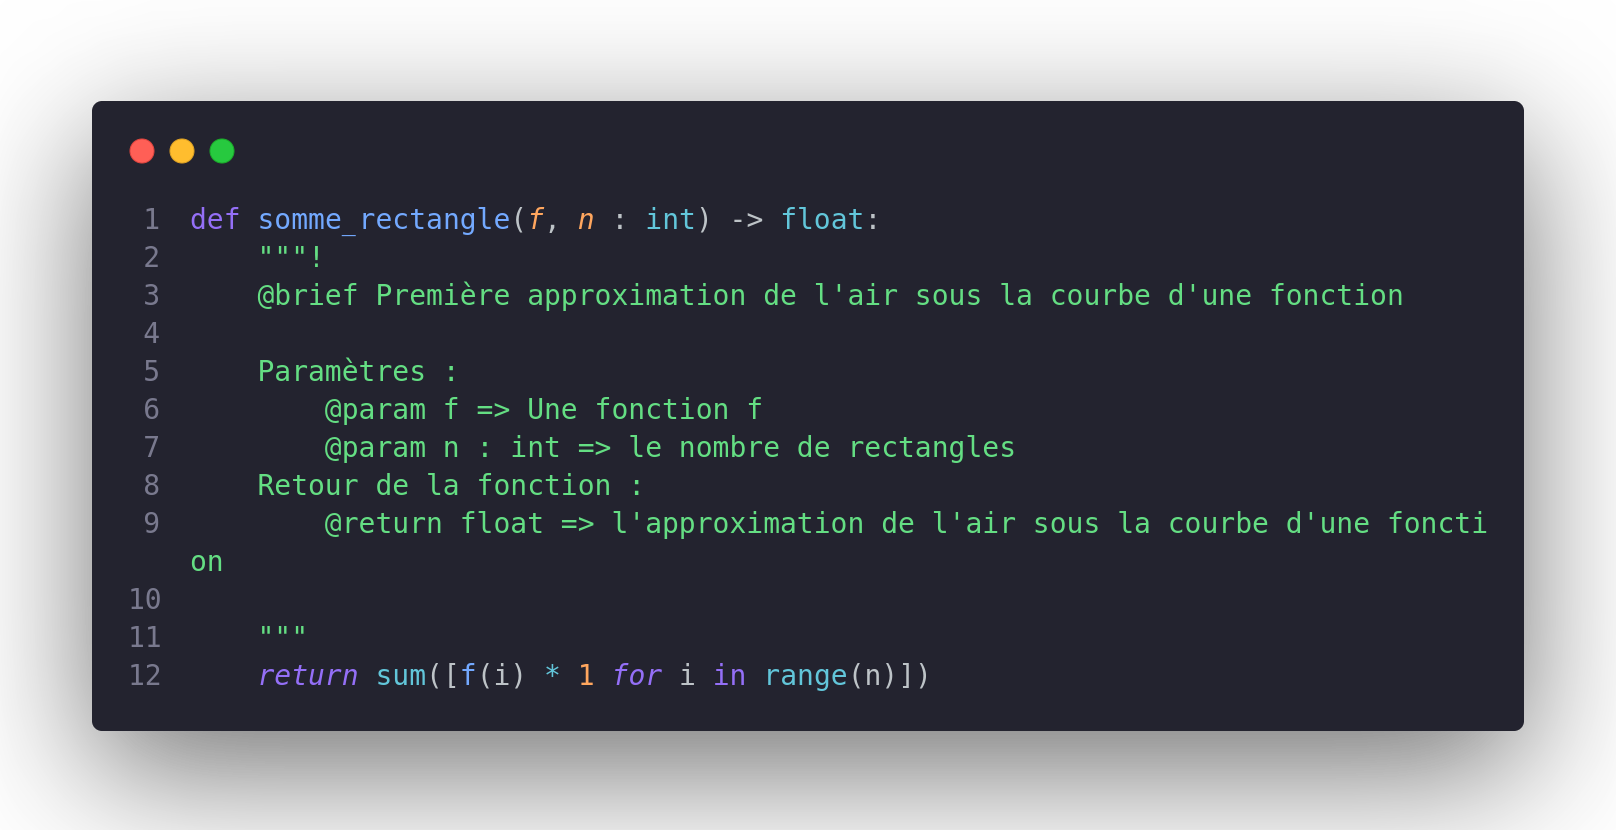 1 def somme_rectangle(f, n : int) -> float:
2     """!
3     @brief Première approximation de l'air sous la courbe d'une fonction
4
5     Paramètres :
6         @param f => Une fonction f
7         @param n : int => le nombre de rectangles
8     Retour de la fonction :
9         @return float => l'approximation de l'air sous la courbe d'une foncti
on
10
11     """
12     return sum([f(i) * 1 for i in range(n)])